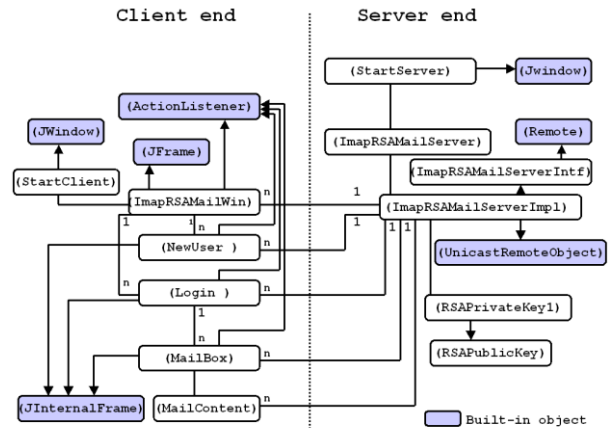 Client end
Server end
(StartServer)
(Jwindow)
(ActionListener)
(JWindow)
(ImapRSAMailServer)
(Remote)
(JFrame)
(StartClient)
(ImapRSAMailServerIntf)
(ImapRSAMailWin)
n
1
(ImapRSAMailServerImpl)
1
1
n
1
1
1
(NewUser )
n
(UnicastRemoteObject)
n
(Login )
n
1
(RSAPrivateKey1)
n
(MailBox)
n
(RSAPublicKey)
(JInternalFrame)
(MailContent)
n
Built-in object